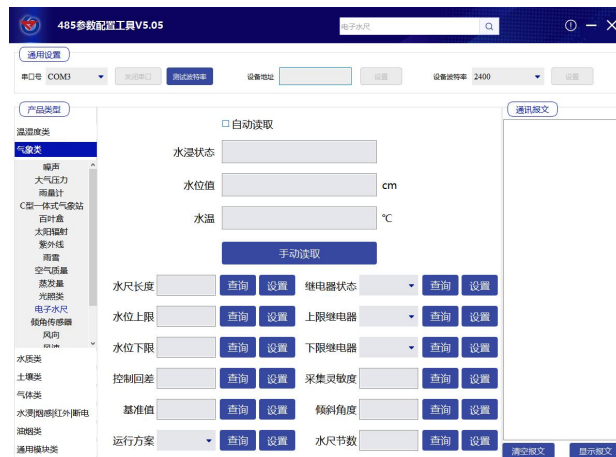 485参数配置工具V5.05
电子水尺
通用设置
串口号 COM3 关闭串口 测试波特率 设备地址 设置 设备波特率 2400 设置
产品类型
温湿度类
气象类
噪声
大气压力
雨量计
C型一体式气象站
百叶盒
太阳辐射
紫外线
雨雪
空气质量
蒸发量
光照类
电子水尺
倾角传感器
风向
风速
水质类
土壤类
气体类
水浸|烟感|红外|断电
油烟类
通用模块类
自动读取
水浸状态
水位值 cm
水温 ℃
手动读取
水尺长度 查询 设置 继电器状态 查询 设置
水位上限 查询 设置 上限继电器 查询 设置
水位下限 查询 设置 下限继电器 查询 设置
控制回差 查询 设置 采集灵敏度 查询 设置
基准值 查询 设置 倾斜角度 查询 设置
运行方案 查询 设置 水尺节数 查询 设置
通讯报文
清空报文 显示报文